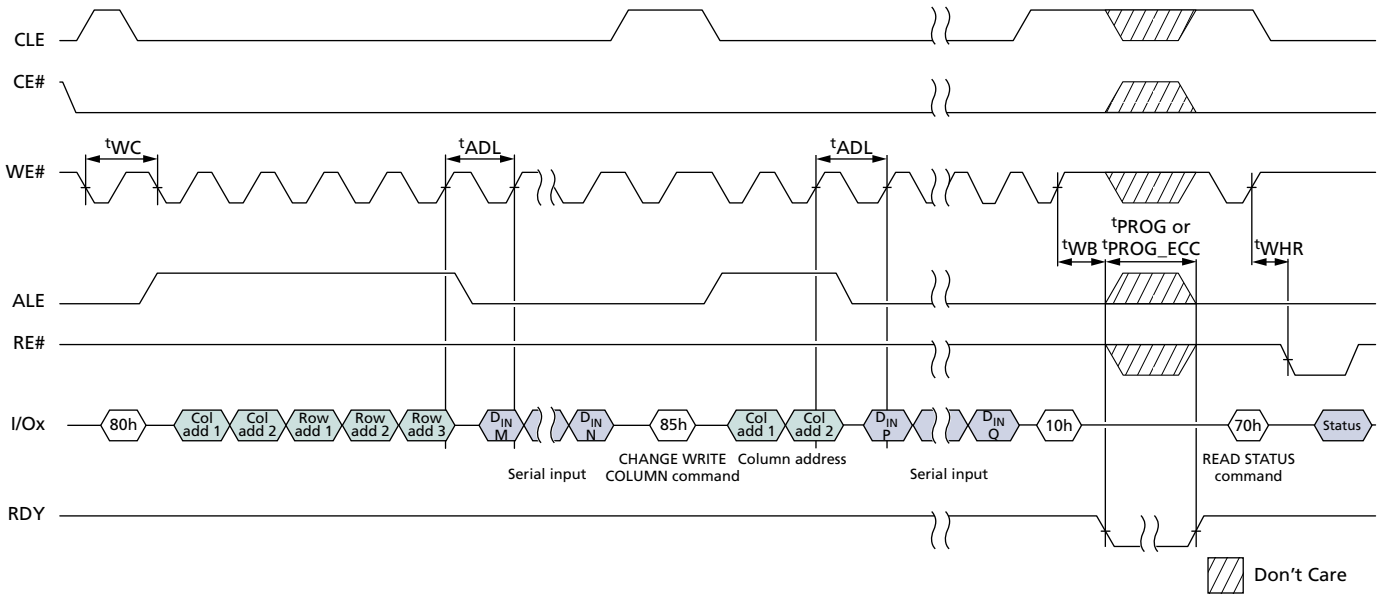 CLE
CE#
tWC
tADL
tADL
WE#
tPROG or
tWB tPROG_ECC tWHR
ALE
RE#
I/Ox 80h Col add 1 Col add 2 Row add 1 Row add 2 Row add 3 DIN M DIN N 85h Col add 1 Col add 2 DIN P DIN Q 10h 70h Status
Serial input
CHANGE WRITE
COLUMN command
Column address
Serial input
READ STATUS
command
RDY
Don't Care